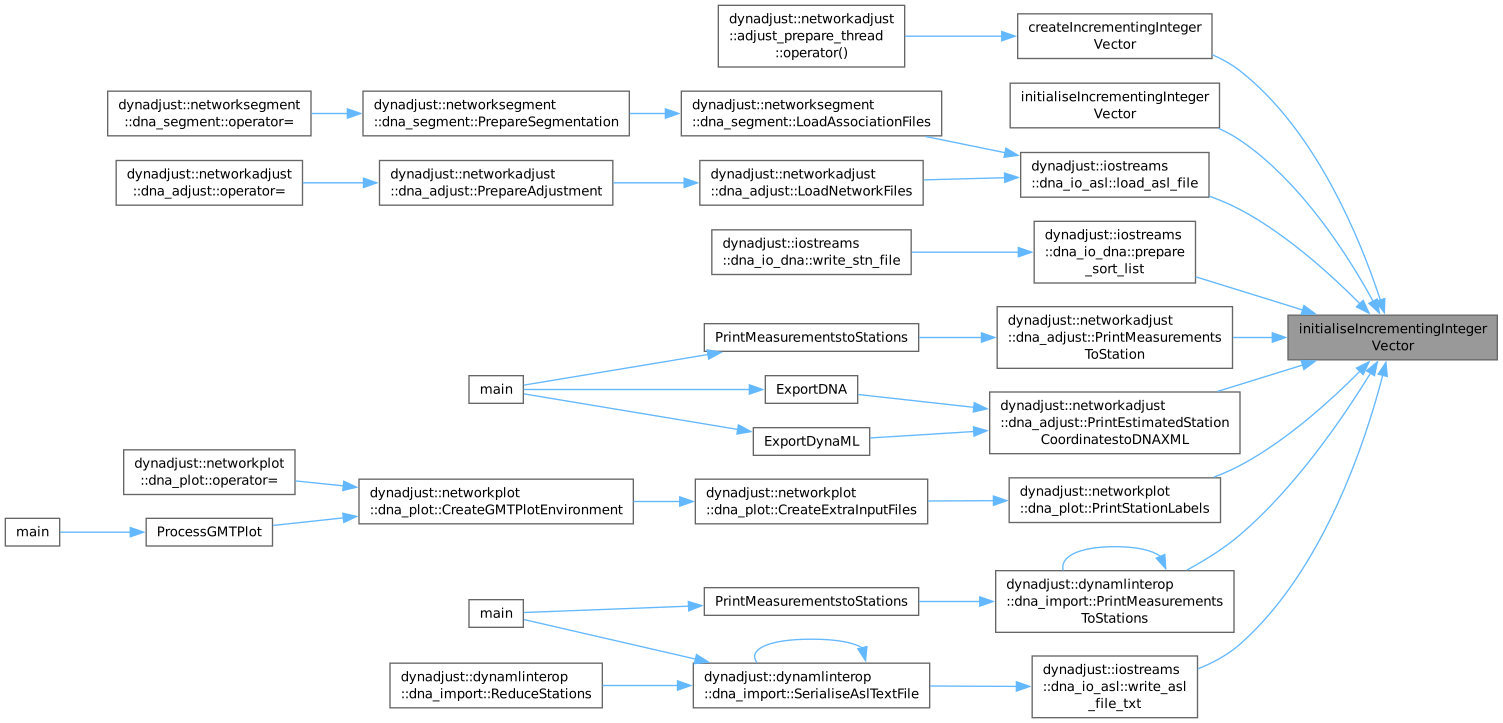 dynadjust::networkadjust
::adjust_prepare_thread
::operator()
createIncrementingInteger
Vector
initialiseIncrementingInteger
Vector
dynadjust::networksegment
::dna_segment::operator=
dynadjust::networksegment
::dna_segment::PrepareSegmentation
dynadjust::networksegment
::dna_segment::LoadAssociationFiles
dynadjust::networkadjust
::dna_adjust::operator=
dynadjust::networkadjust
::dna_adjust::PrepareAdjustment
dynadjust::networkadjust
::dna_adjust::LoadNetworkFiles
dynadjust::iostreams
::dna_io_asl::load_asl_file
dynadjust::iostreams
::dna_io_dna::write_stn_file
dynadjust::iostreams
::dna_io_dna::prepare
_sort_list
initialiseIncrementingInteger
Vector
PrintMeasurementstoStations
dynadjust::networkadjust
::dna_adjust::PrintMeasurements
ToStation
main
ExportDNA
ExportDynaML
dynadjust::networkadjust
::dna_adjust::PrintEstimatedStation
CoordinatestoDNAXML
dynadjust::networkplot
::dna_plot::operator=
main
ProcessGMTPlot
dynadjust::networkplot
::dna_plot::CreateGMTPlotEnvironment
dynadjust::networkplot
::dna_plot::CreateExtraInputFiles
dynadjust::networkplot
::dna_plot::PrintStationLabels
main
PrintMeasurementstoStations
dynadjust::dynamlinterop
::dna_import::PrintMeasurements
ToStations
dynadjust::dynamlinterop
::dna_import::ReduceStations
dynadjust::dynamlinterop
::dna_import::SerialiseAslTextFile
dynadjust::iostreams
::dna_io_asl::write_asl
_file_txt